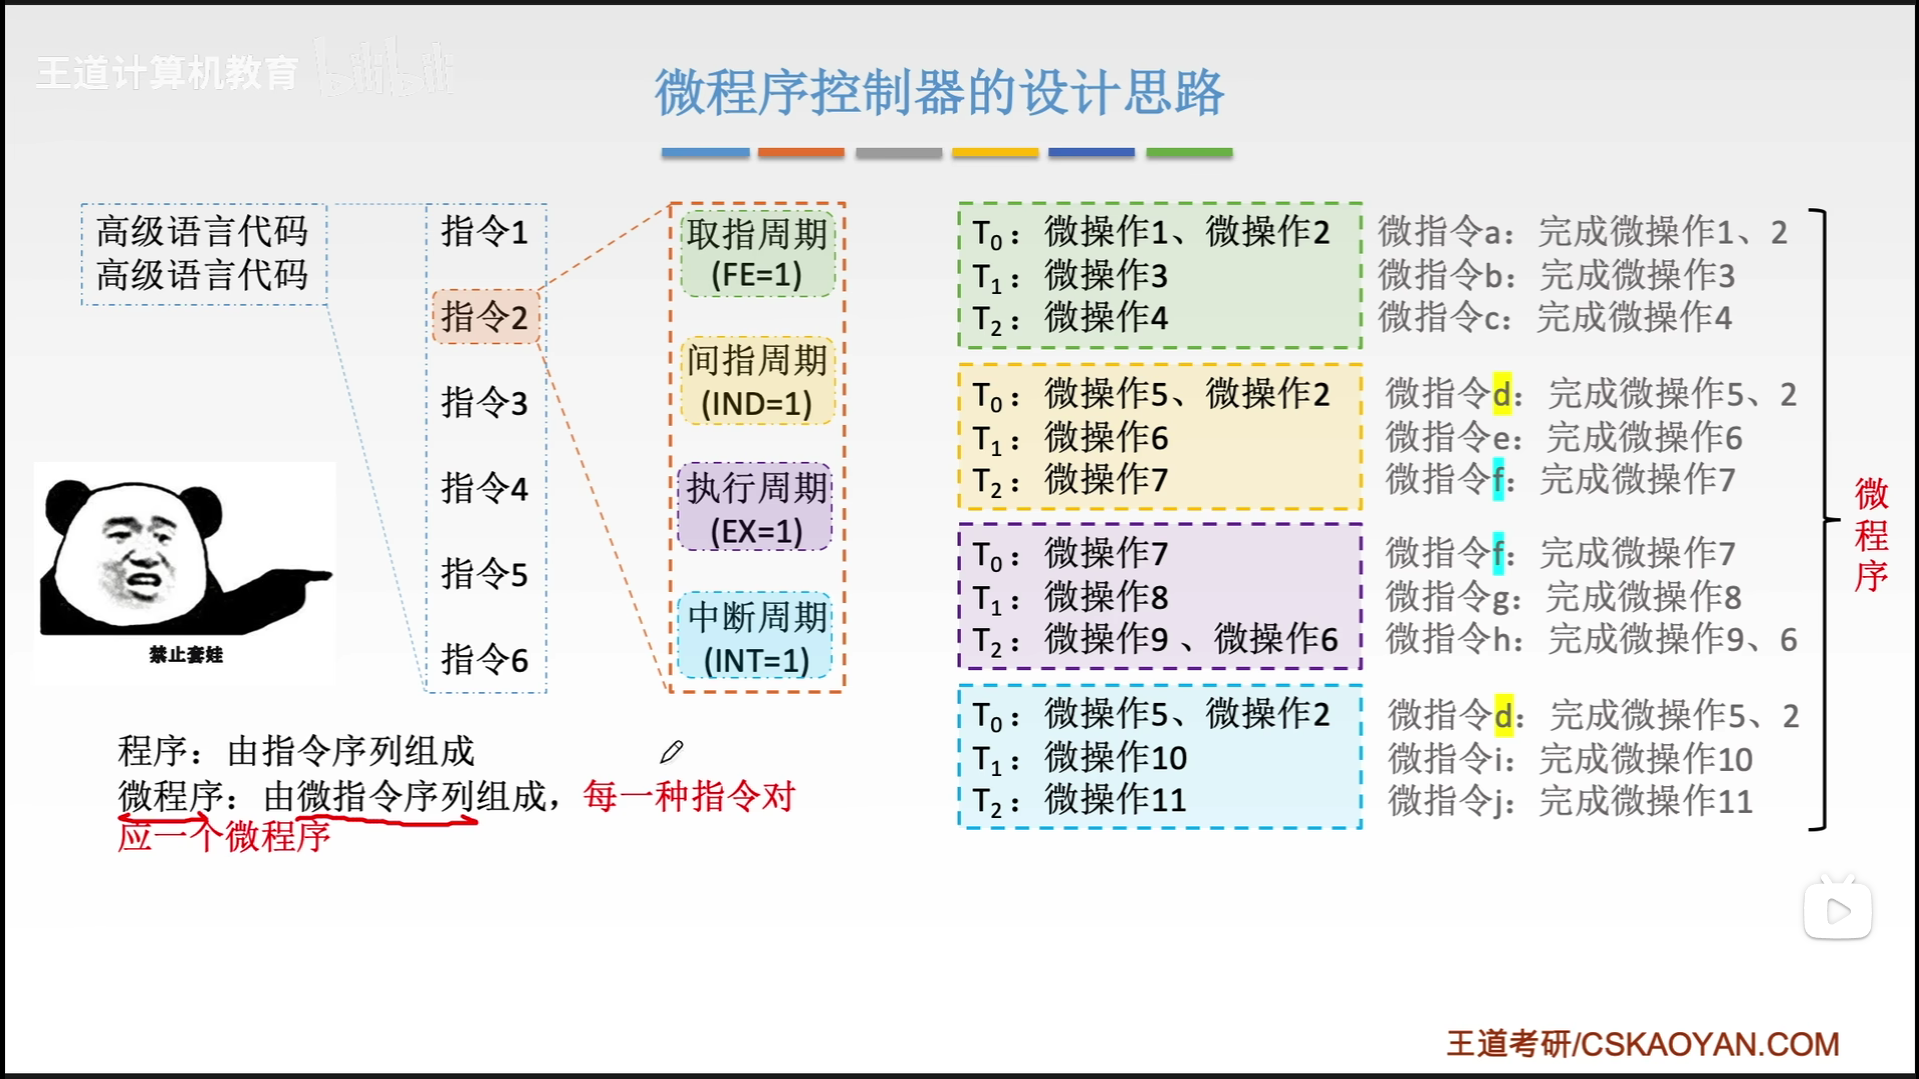 王道计算机教育 bilibili
微程序控制器的设计思路
高级语言代码
高级语言代码
指令1
指令2
指令3
指令4
指令5
指令6
取指周期
(FE=1)
间指周期
(IND=1)
执行周期
(EX=1)
中断周期
(INT=1)
T0：微操作1、微操作2
T1：微操作3
T2：微操作4
T0：微操作5、微操作2
T1：微操作6
T2：微操作7
T0：微操作7
T1：微操作8
T2：微操作9 、微操作6
T0：微操作5、微操作2
T1：微操作10
T2：微操作11
微指令a：完成微操作1、2
微指令b：完成微操作3
微指令c：完成微操作4
微指令d：完成微操作5、2
微指令e：完成微操作6
微指令f：完成微操作7
微指令f：完成微操作7
微指令g：完成微操作8
微指令h：完成微操作9、6
微指令d：完成微操作5、2
微指令i：完成微操作10
微指令j：完成微操作11
微
程
序
禁止套娃
程序：由指令序列组成
微程序：由微指令序列组成，每一种指令对
应一个微程序
王道考研/CSKAOYAN.COM